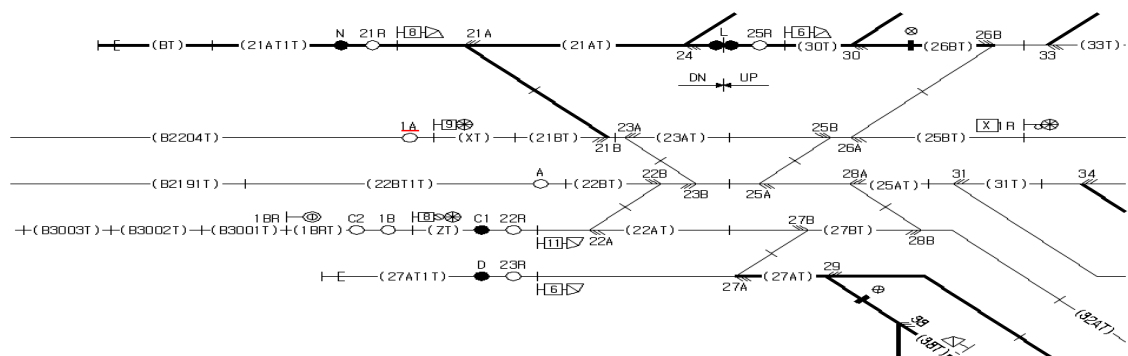 N 21R 8 21A L 25R 6 26B
(BT) (21AT1T) (21AT) (30T) (26BT) (33T)
24 30 33
DN UP
1A 9 23A 25B X 1R
(B2204T) (XT) (21BT) (23AT) (25BT)
21B 26A
A 22B 28A 31 34
(B2191T) (22BT1T) (22BT) (25AT) (31T)
23B 25A
1BR C2 1B 8 C1 22R 27B
(B3003T) (B3002T) (B3001T) (1BRT) (ZT) (22AT) (27BT)
11 22A 28B
D 23R 29
(27AT1T) (27AT)
6 27A
38 (32AT)
(38T)